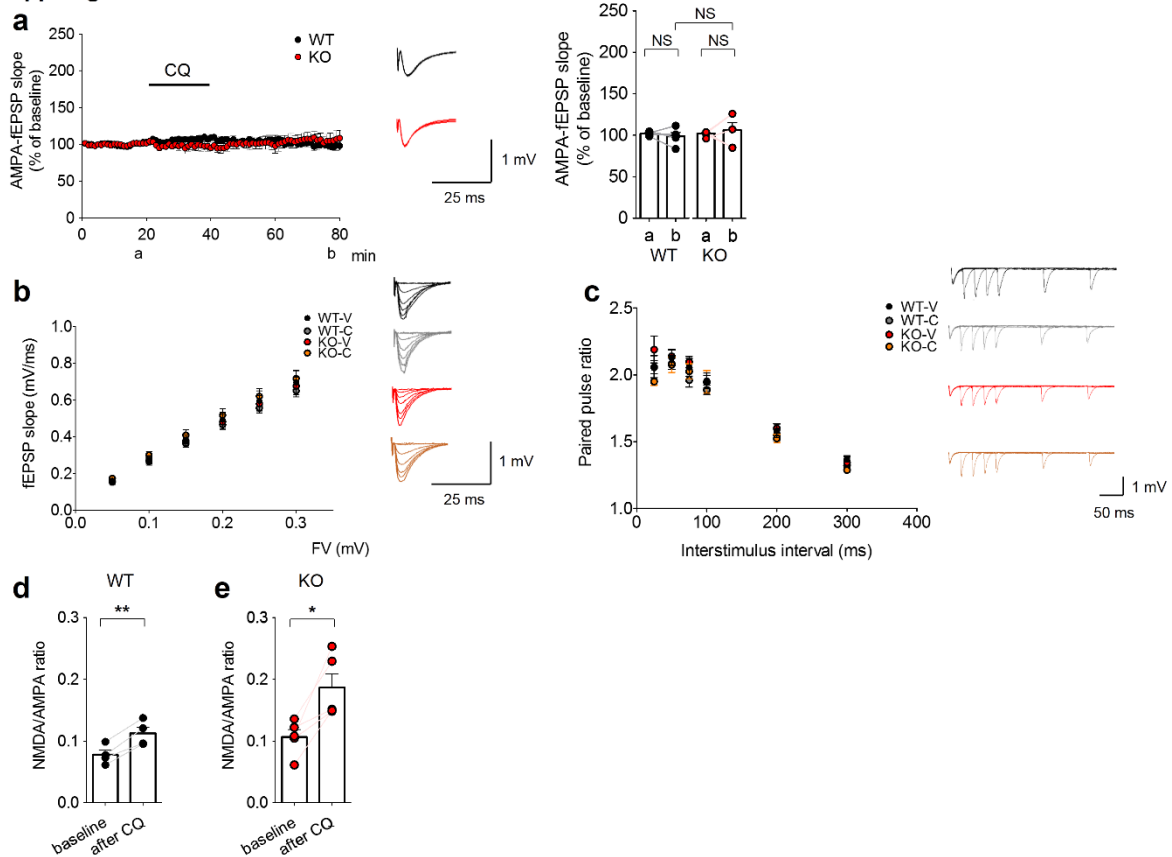 a
AMPA-fEPSP slope
(% of baseline)
250
200
150
100
50
0
WT
KO
CQ
0 20 40 60 80
a b min
1 mV
25 ms
AMPA-fEPSP slope
(% of baseline)
250
200
150
100
50
0
NS
NS NS
a b a b
WT KO
b
fEPSP slope (mV/ms)
1.0
0.8
0.6
0.4
0.2
0.0
WT-V
WT-C
KO-V
KO-C
0.0 0.1 0.2 0.3
FV (mV)
1 mV
25 ms
c
Paired pulse ratio
2.5
2.0
1.5
1.0
WT-V
WT-C
KO-V
KO-C
0 100 200 300 400
Interstimulus interval (ms)
1 mV
50 ms
d
WT
NMDA/AMPA ratio
0.3
0.2
0.1
0.0
**
baseline
after CQ
e
KO
NMDA/AMPA ratio
0.3
0.2
0.1
0.0
*
baseline
after CQ